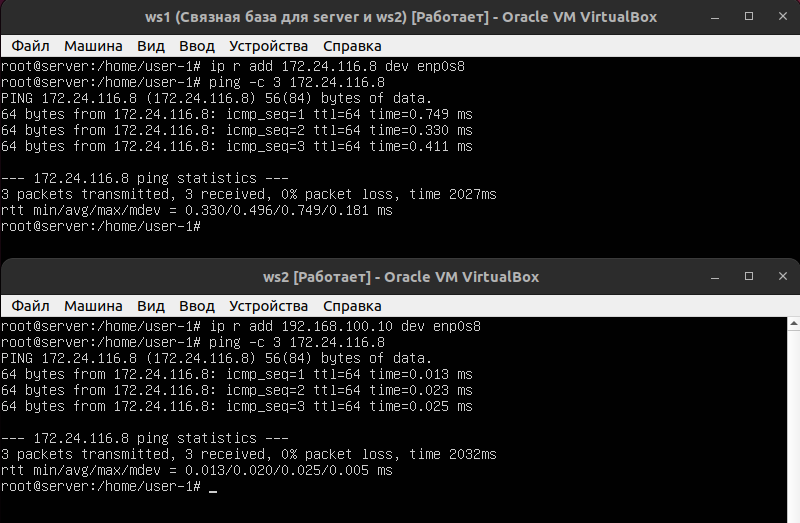 ws1 (Связная база для server и ws2) [Работает] - Oracle VM VirtualBox
Файл Машина Вид Ввод Устройства Справка
root@server:/home/user-1# ip r add 172.24.116.8 dev enp0s8
root@server:/home/user-1# ping -c 3 172.24.116.8
PING 172.24.116.8 (172.24.116.8) 56(84) bytes of data.
64 bytes from 172.24.116.8: icmp_seq=1 ttl=64 time=0.749 ms
64 bytes from 172.24.116.8: icmp_seq=2 ttl=64 time=0.330 ms
64 bytes from 172.24.116.8: icmp_seq=3 ttl=64 time=0.411 ms
--- 172.24.116.8 ping statistics ---
3 packets transmitted, 3 received, 0% packet loss, time 2027ms
rtt min/avg/max/mdev = 0.330/0.496/0.749/0.181 ms
root@server:/home/user-1#
ws2 [Работает] - Oracle VM VirtualBox
Файл Машина Вид Ввод Устройства Справка
root@server:/home/user-1# ip r add 192.168.100.10 dev enp0s8
root@server:/home/user-1# ping -c 3 172.24.116.8
PING 172.24.116.8 (172.24.116.8) 56(84) bytes of data.
64 bytes from 172.24.116.8: icmp_seq=1 ttl=64 time=0.013 ms
64 bytes from 172.24.116.8: icmp_seq=2 ttl=64 time=0.023 ms
64 bytes from 172.24.116.8: icmp_seq=3 ttl=64 time=0.025 ms
--- 172.24.116.8 ping statistics ---
3 packets transmitted, 3 received, 0% packet loss, time 2032ms
rtt min/avg/max/mdev = 0.013/0.020/0.025/0.005 ms
root@server:/home/user-1# _